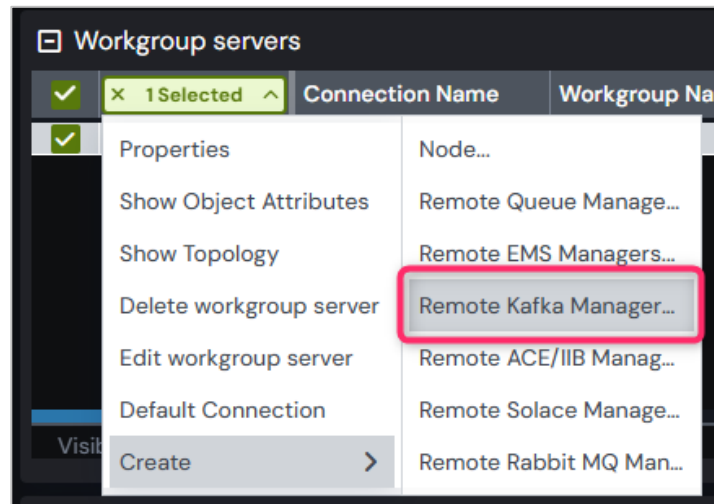 Workgroup servers
× 1 Selected Connection Name Workgroup Na
Properties
Show Object Attributes
Show Topology
Delete workgroup server
Edit workgroup server
Default Connection
Create
Node...
Remote Queue Manage...
Remote EMS Managers...
Remote Kafka Manager...
Remote ACE/IIB Manag...
Remote Solace Manage...
Remote Rabbit MQ Man...
Visib